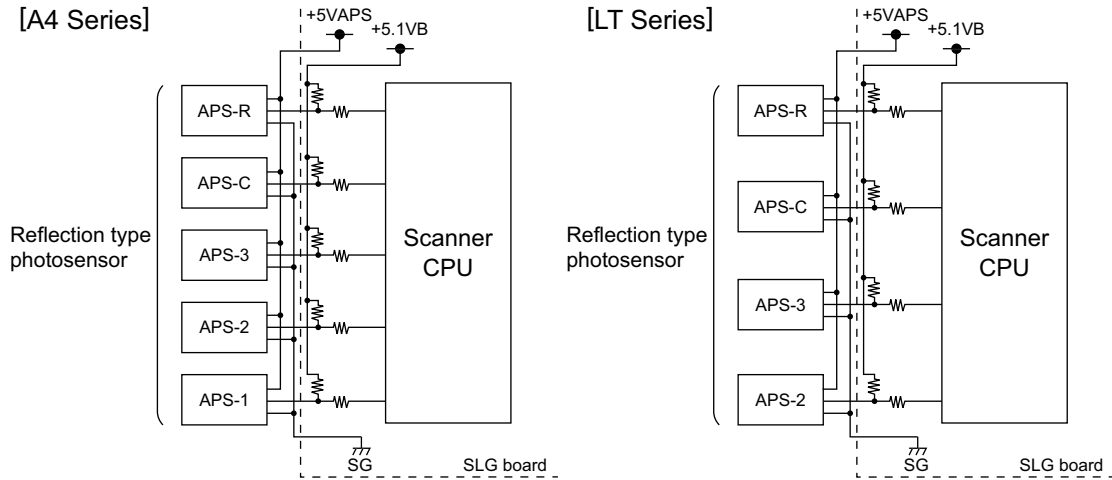 [A4 Series]
+5VAPS
+5.1VB
APS-R
APS-C
APS-3
APS-2
APS-1
Reflection type
photosensor
Scanner
CPU
SG
SLG board
[LT Series]
+5VAPS
+5.1VB
APS-R
APS-C
APS-3
APS-2
Reflection type
photosensor
Scanner
CPU
SG
SLG board